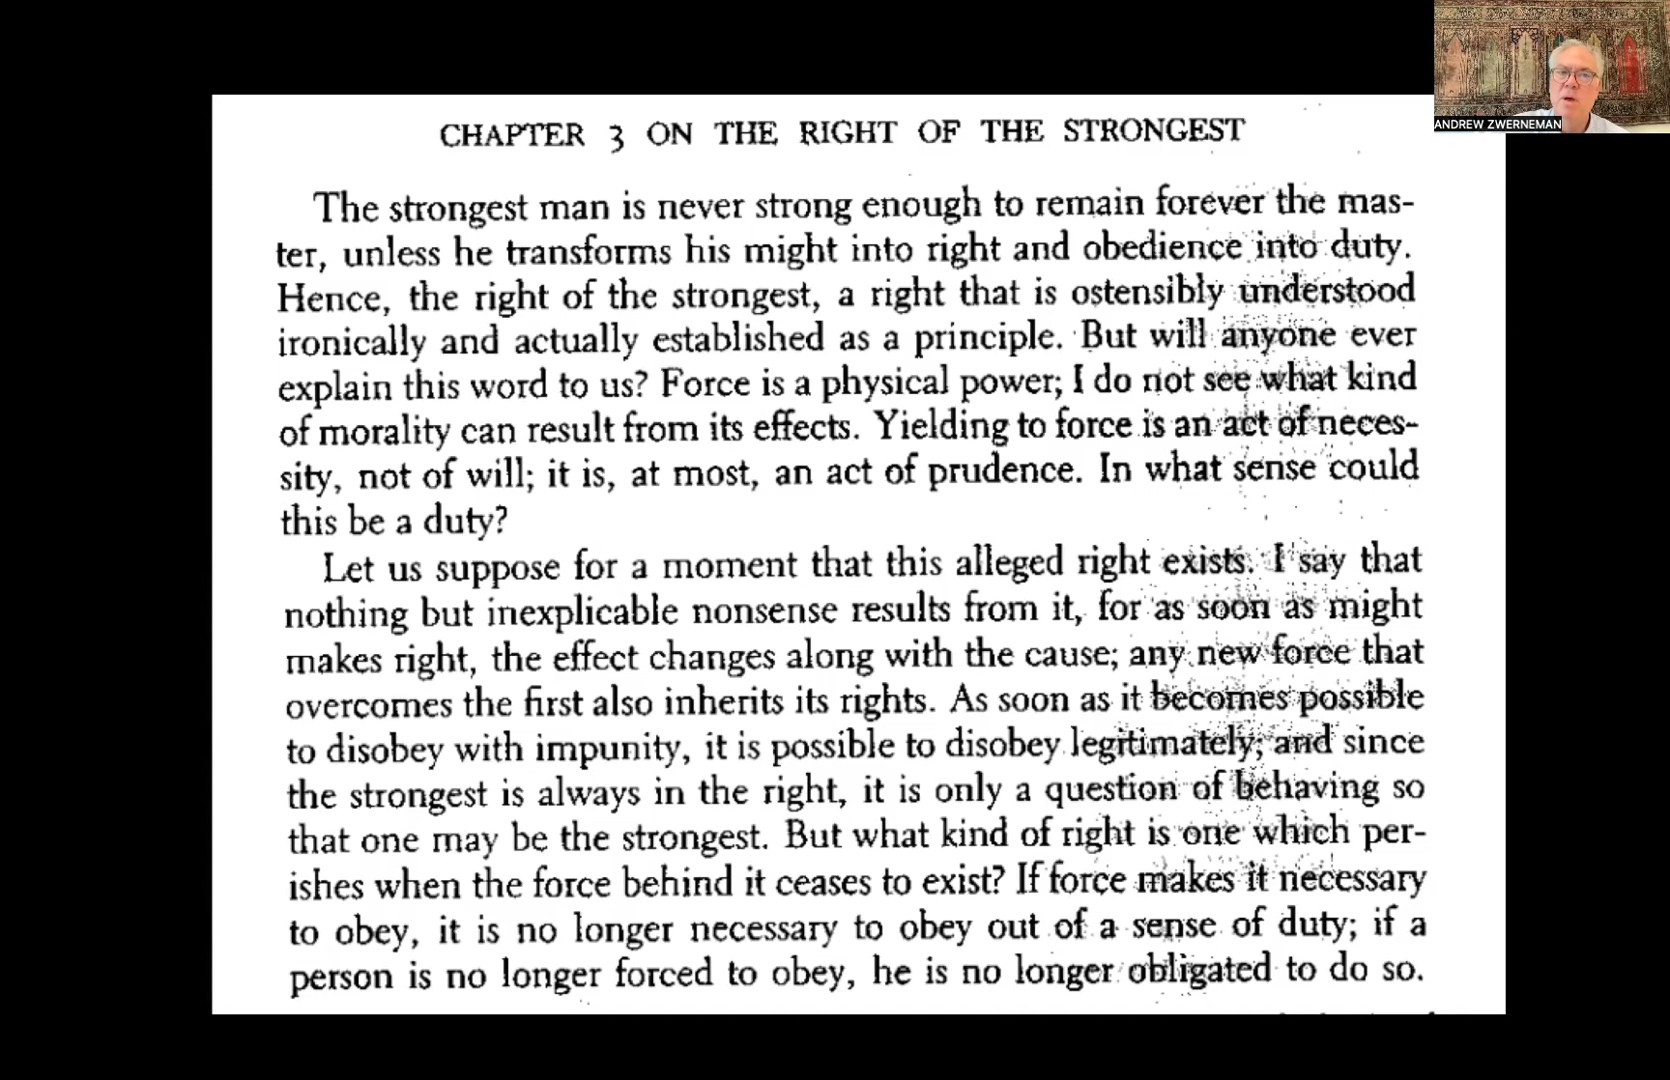 CHAPTER 3 ON THE RIGHT OF THE STRONGEST
ANDREW ZWERNEMAN
The strongest man is never strong enough to remain forever the mas-
ter, unless he transforms his might into right and obedience into duty.
Hence, the right of the strongest, a right that is ostensibly understood
ironically and actually established as a principle. But will anyone ever
explain this word to us? Force is a physical power; I do not see what kind
of morality can result from its effects. Yielding to force is an act of neces-
sity, not of will; it is, at most, an act of prudence. In what sense could
this be a duty?
Let us suppose for a moment that this alleged right exists. I say that
nothing but inexplicable nonsense results from it, for as soon as might
makes right, the effect changes along with the cause; any new force that
overcomes the first also inherits its rights. As soon as it becomes possible
to disobey with impunity, it is possible to disobey legitimately; and since
the strongest is always in the right, it is only a question of behaving so
that one may be the strongest. But what kind of right is one which per-
ishes when the force behind it ceases to exist? If force makes it necessary
to obey, it is no longer necessary to obey out of a sense of duty; if a
person is no longer forced to obey, he is no longer obligated to do so.